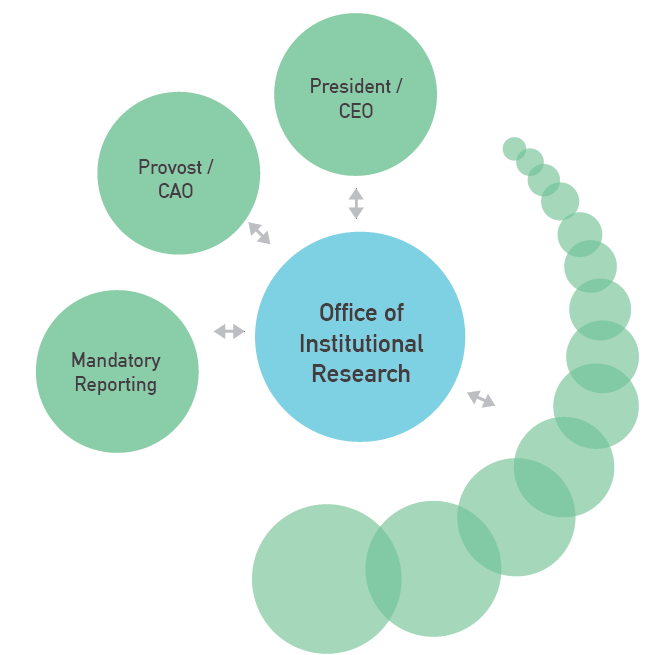 President /
CEO
Provost /
CAO
Office of
Institutional
Research
Mandatory
Reporting